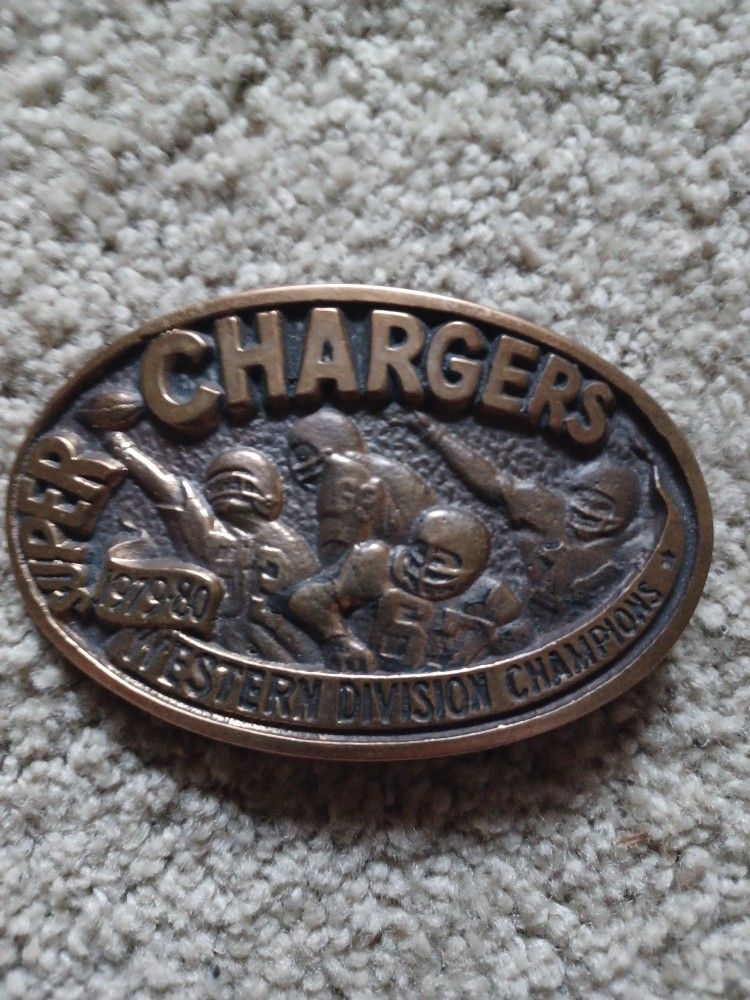 SUPER
CHARGERS
1979·80
WESTERN DIVISION CHAMPIONS